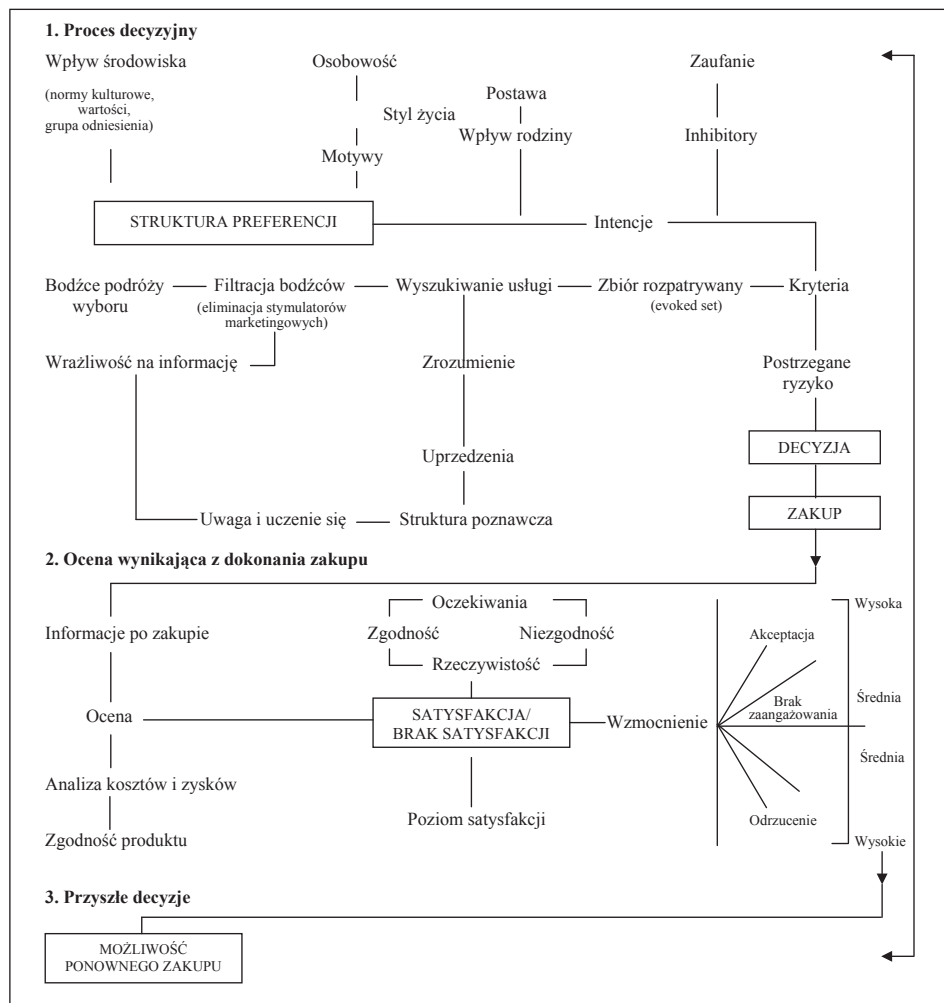 1. Proces decyzyjny
Wpływ środowiska
(normy kulturowe,
wartości,
grupa odniesienia)
Osobowość
Styl życia
Motywy
Postawa
Wpływ rodziny
Zaufanie
Inhibitory
STRUKTURA PREFERENCJI
Intencje
Bodźce podróży
wyboru
Filtracja bodźców
(eliminacja stymulatorów
marketingowych)
Wyszukiwanie usługi
Zbiór rozpatrywany
(evoked set)
Kryteria
Wrażliwość na informację
Zrozumienie
Postrzegane
ryzyko
Uprzedzenia
DECYZJA
Uwaga i uczenie się
Struktura poznawcza
ZAKUP
2. Ocena wynikająca z dokonania zakupu
Informacje po zakupie
Oczekiwania
Zgodność
Niezgodność
Rzeczywistość
Ocena
SATYSFAKCJA/
BRAK SATYSFAKCJI
Wzmocnienie
Akceptacja
Brak
zaangażowania
Odrzucenie
Wysoka
Średnia
Średnia
Wysokie
Analiza kosztów i zysków
Poziom satysfakcji
Zgodność produktu
3. Przyszłe decyzje
MOŻLIWOŚĆ
PONOWNEGO ZAKUPU